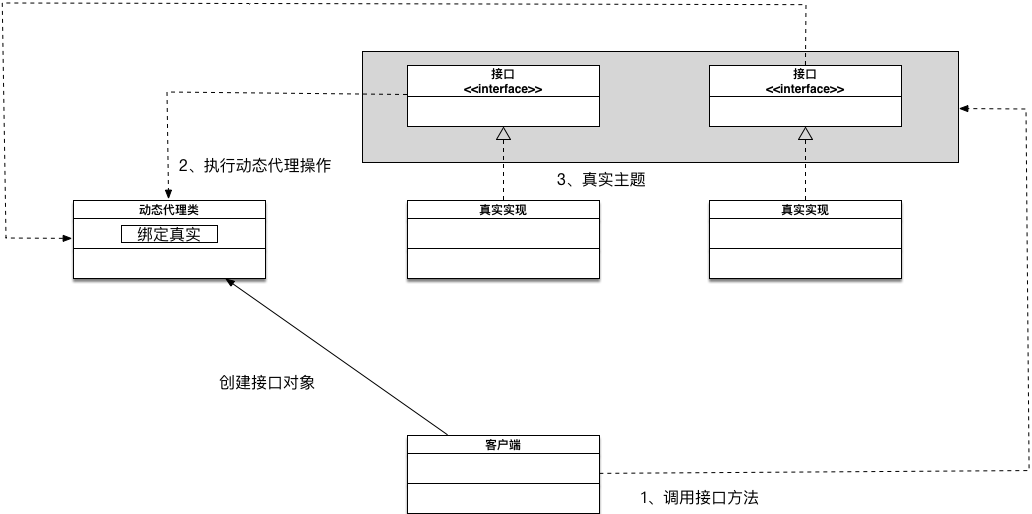 接口
<<interface>>
接口
<<interface>>
2、执行动态代理操作
3、真实主题
动态代理类
绑定真实
真实实现
真实实现
创建接口对象
客户端
1、调用接口方法